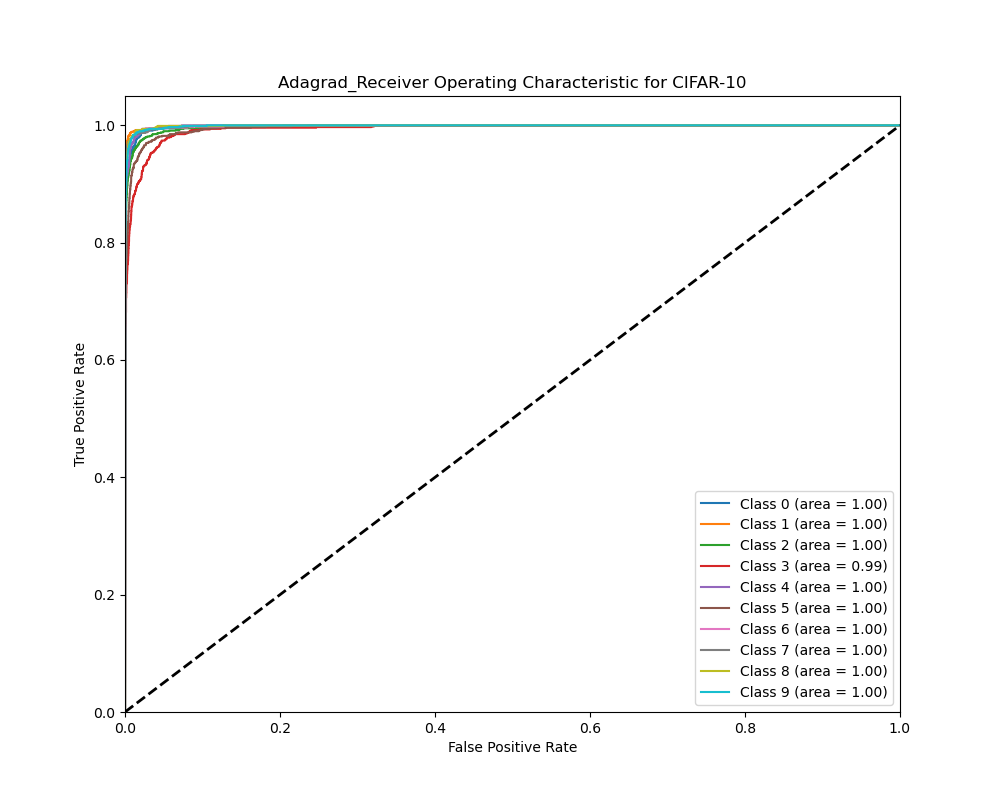 Adagrad_Receiver Operating Characteristic for CIFAR-10
True Positive Rate
1.0
0.8
0.6
0.4
0.2
0.0
Class 0 (area = 1.00)
Class 1 (area = 1.00)
Class 2 (area = 1.00)
Class 3 (area = 0.99)
Class 4 (area = 1.00)
Class 5 (area = 1.00)
Class 6 (area = 1.00)
Class 7 (area = 1.00)
Class 8 (area = 1.00)
Class 9 (area = 1.00)
0.0 0.2 0.4 0.6 0.8 1.0
False Positive Rate